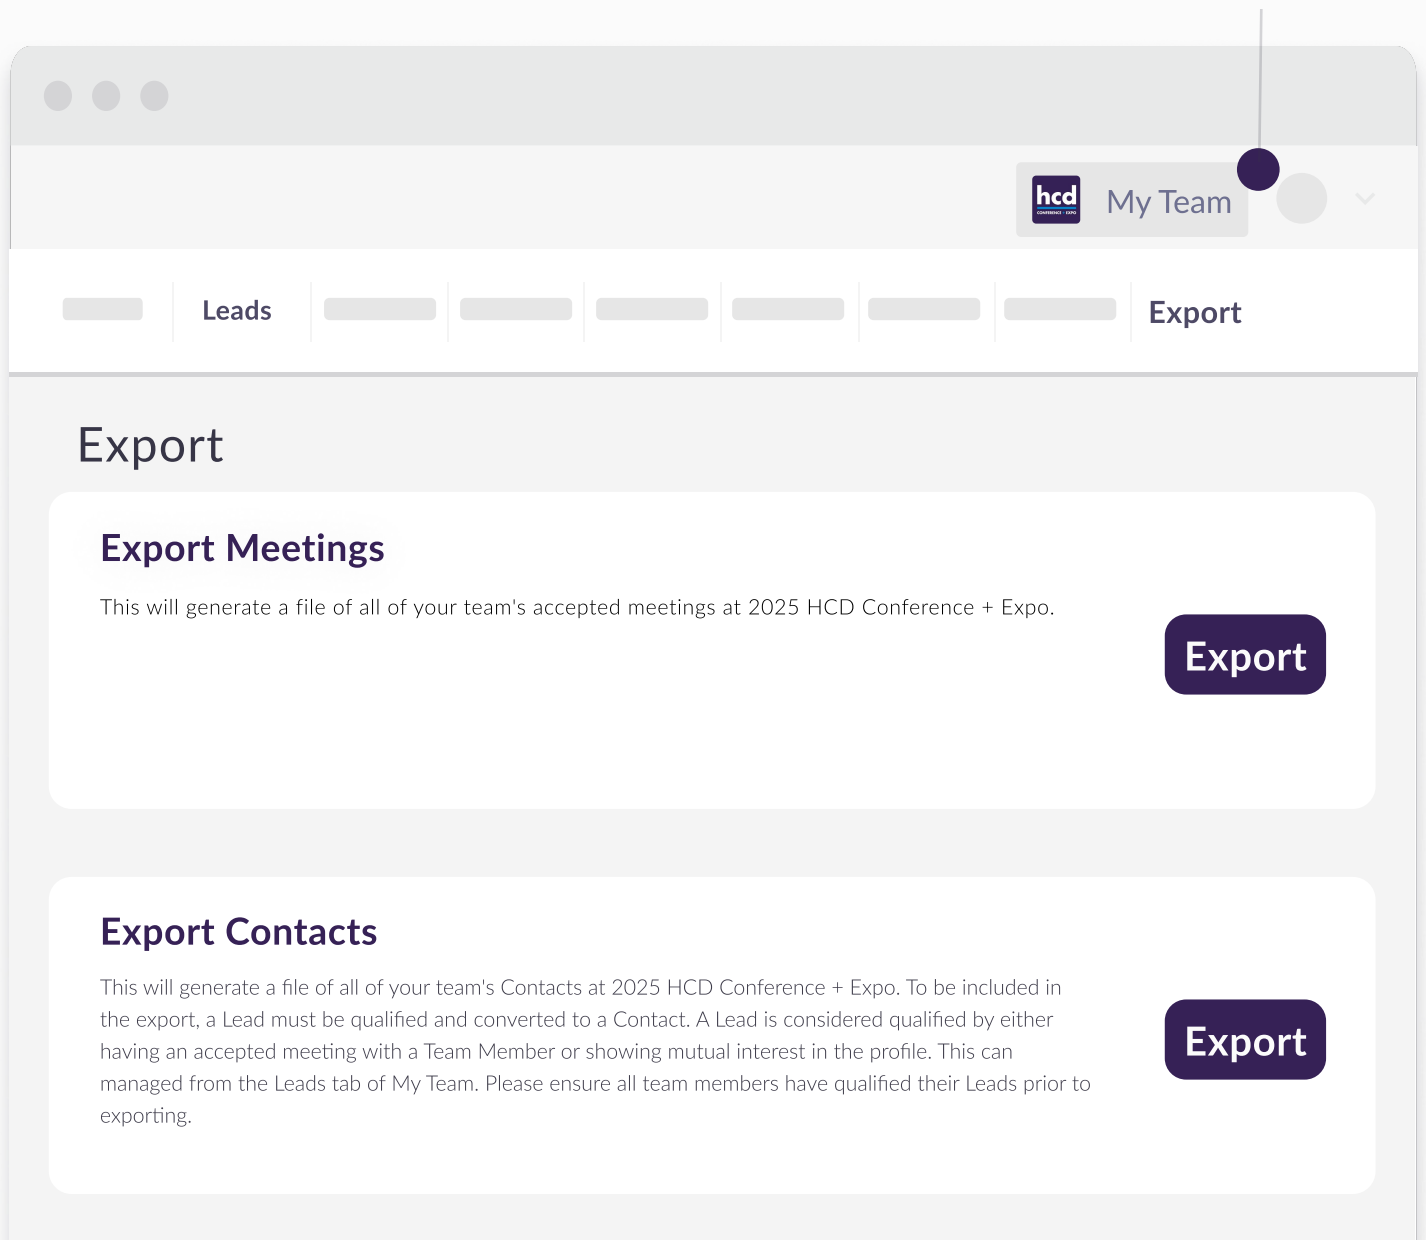 hcd
CONFERENCE + EXPO
My Team
Leads
Export
Export
Export Meetings
This will generate a file of all of your team's accepted meetings at 2025 HCD Conference + Expo.
Export
Export Contacts
This will generate a file of all of your team's Contacts at 2025 HCD Conference + Expo. To be included in
the export, a Lead must be qualified and converted to a Contact. A Lead is considered qualified by either
having an accepted meeting with a Team Member or showing mutual interest in the profile. This can
managed from the Leads tab of My Team. Please ensure all team members have qualified their Leads prior to
exporting.
Export